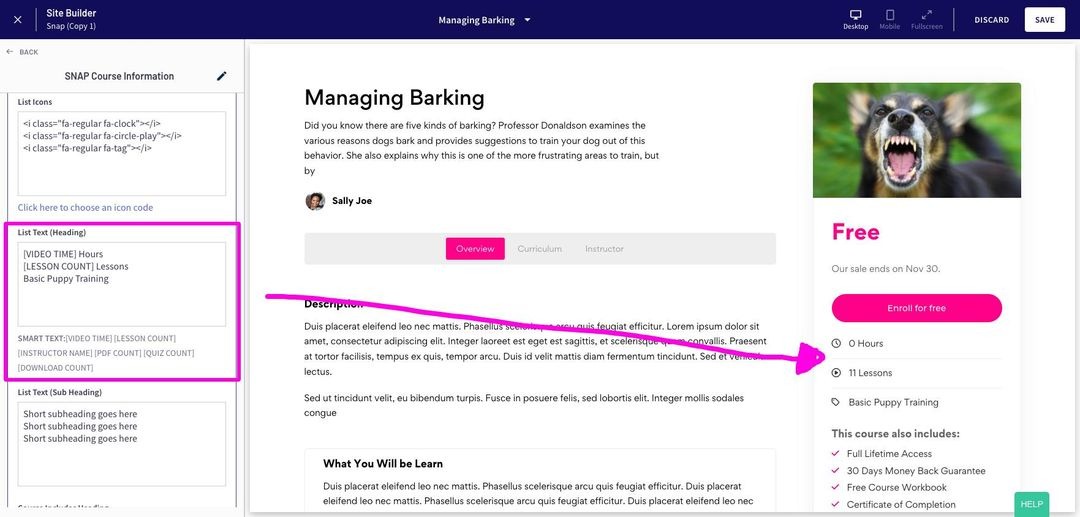 Site Builder
Snap (Copy 1)
Managing Barking
Desktop
Mobile
Fullscreen
DISCARD
SAVE
BACK
SNAP Course Information
List Icons
<i class="fa-regular fa-clock"></i>
<i class="fa-regular fa-circle-play"></i>
<i class="fa-regular fa-tag"></i>
Click here to choose an icon code
List Text (Heading)
[VIDEO TIME] Hours
[LESSON COUNT] Lessons
Basic Puppy Training
SMART TEXT:[VIDEO TIME] [LESSON COUNT]
[INSTRUCTOR NAME] [PDF COUNT] [QUIZ COUNT]
[DOWNLOAD COUNT]
List Text (Sub Heading)
Short subheading goes here
Short subheading goes here
Short subheading goes here
Course Includes Heading
Managing Barking
Did you know there are five kinds of barking? Professor Donaldson examines the
various reasons dogs bark and provides suggestions to train your dog out of this
behavior. She also explains why this is one of the more frustrating areas to train, but
by
Sally Joe
Overview
Curriculum
Instructor
Description
Duis placerat eleifend leo nec mattis. Phasellus scelerisque arcu quis feugiat efficitur. Lorem ipsum dolor sit
amet, consectetur adipiscing elit. Integer laoreet est eget est sagittis, et scelerisque quam convallis. Praesent
at tortor facilisis, tempus ex quis, tempor arcu. Duis id velit mattis diam fermentum tincidunt. Sed et vehicula
lectus.
Sed ut tincidunt velit, eu bibendum turpis. Fusce in posuere felis, sed lobortis elit. Integer mollis sodales
congue
What You Will be Learn
Duis placerat eleifend leo nec mattis. Phasellus scelerisque arcu quis feugiat efficitur. Duis placerat
eleifend leo nec mattis. Phasellus scelerisque arcu quis feugiat efficitur. Duis placerat eleifend leo nec
Free
Our sale ends on Nov 30.
Enroll for free
0 Hours
11 Lessons
Basic Puppy Training
This course also includes:
Full Lifetime Access
30 Days Money Back Guarantee
Free Course Workbook
Certificate of Completion
HELP